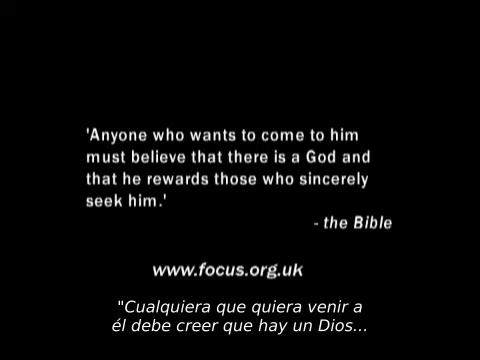 'Anyone who wants to come to him
must believe that there is a God and
that he rewards those who sincerely
seek him.'
- the Bible
www.focus.org.uk
"Cualquiera que quiera venir a
él debe creer que hay un Dios...